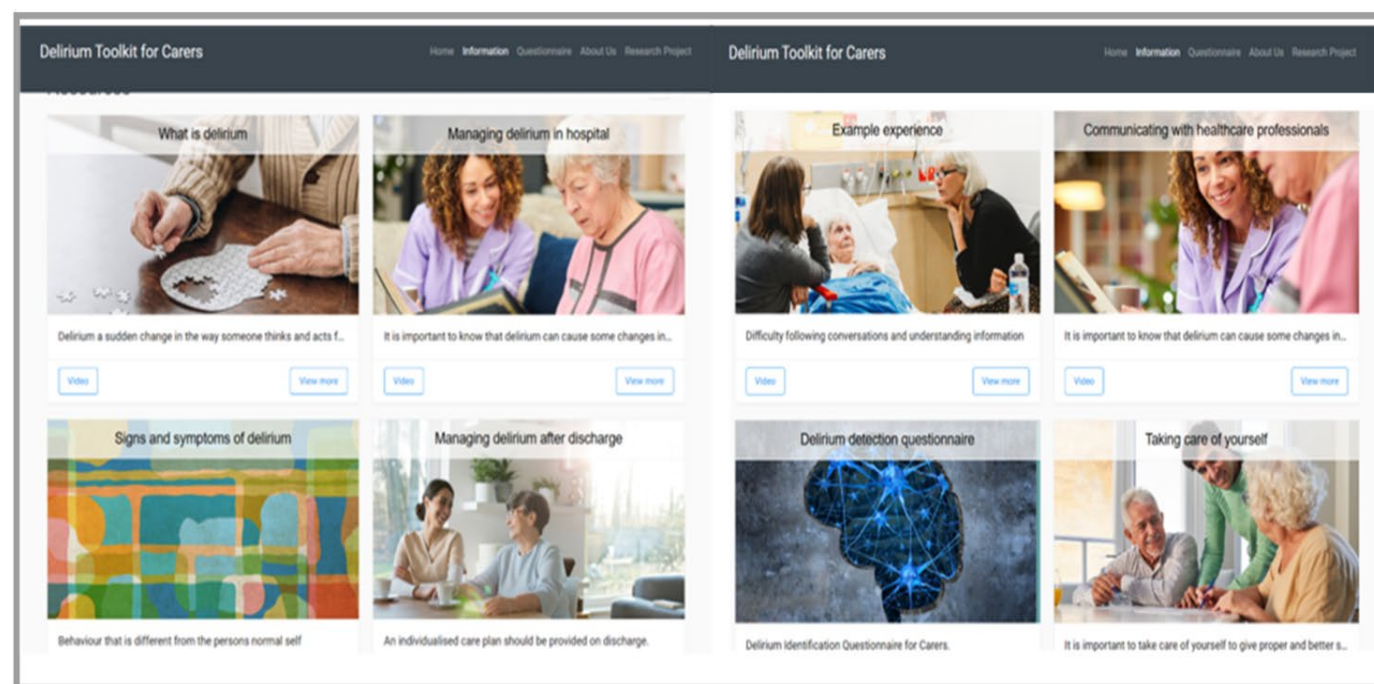 Delirium Toolkit for Carers
Home Information Questionnaire About Us Research Project
What is delirium
Managing delirium in hospital
Delirium a sudden change in the way someone thinks and acts f...
It is important to know that delirium can cause some changes in...
Video
View more
Video
View more
Signs and symptoms of delirium
Managing delirium after discharge
Behaviour that is different from the persons normal self
An individualised care plan should be provided on discharge.
Delirium Toolkit for Carers
Home Information Questionnaire About Us Research Project
Example experience
Communicating with healthcare professionals
Difficulty following conversations and understanding information
It is important to know that delirium can cause some changes in...
Video
View more
Video
View more
Delirium detection questionnaire
Taking care of yourself
Delirium Identification Questionnaire for Carers.
It is important to take care of yourself to give proper and better s...